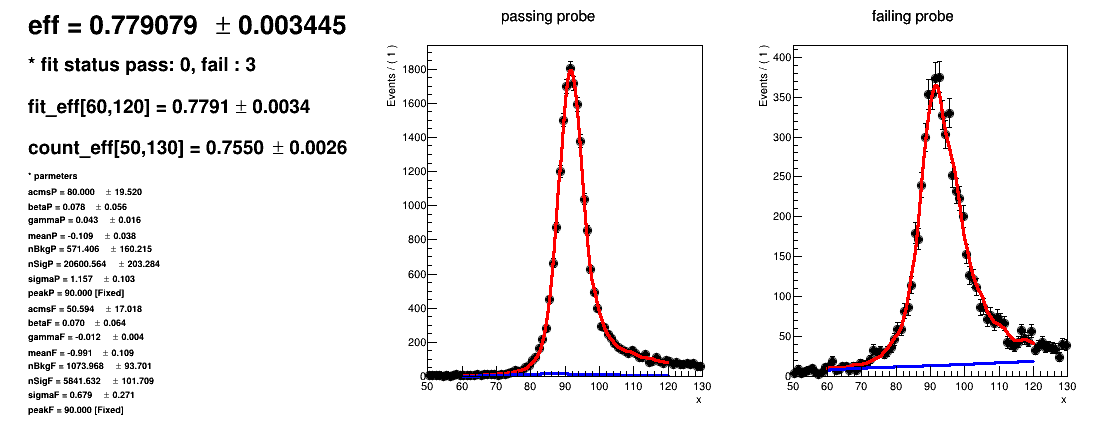 eff = 0.779079 ± 0.003445
* fit status pass: 0, fail : 3
fit_eff[60,120] = 0.7791 ± 0.0034
count_eff[50,130] = 0.7550 ± 0.0026
* parmeters
acmsP = 80.000 ± 19.520
betaP = 0.078 ± 0.056
gammaP = 0.043 ± 0.016
meanP = -0.109 ± 0.038
nBkgP = 571.406 ± 160.215
nSigP = 20600.564 ± 203.284
sigmaP = 1.157 ± 0.103
peakP = 90.000 [Fixed]
acmsF = 50.594 ± 17.018
betaF = 0.070 ± 0.064
gammaF = -0.012 ± 0.004
meanF = -0.991 ± 0.109
nBkgF = 1073.968 ± 93.701
nSigF = 5841.632 ± 101.709
sigmaF = 0.679 ± 0.271
peakF = 90.000 [Fixed]
passing probe
Events / ( 1 )
1800
1600
1400
1200
1000
800
600
400
200
0
50 60 70 80 90 100 110 120 130
x
failing probe
Events / ( 1 )
400
350
300
250
200
150
100
50
0
50 60 70 80 90 100 110 120 130
x